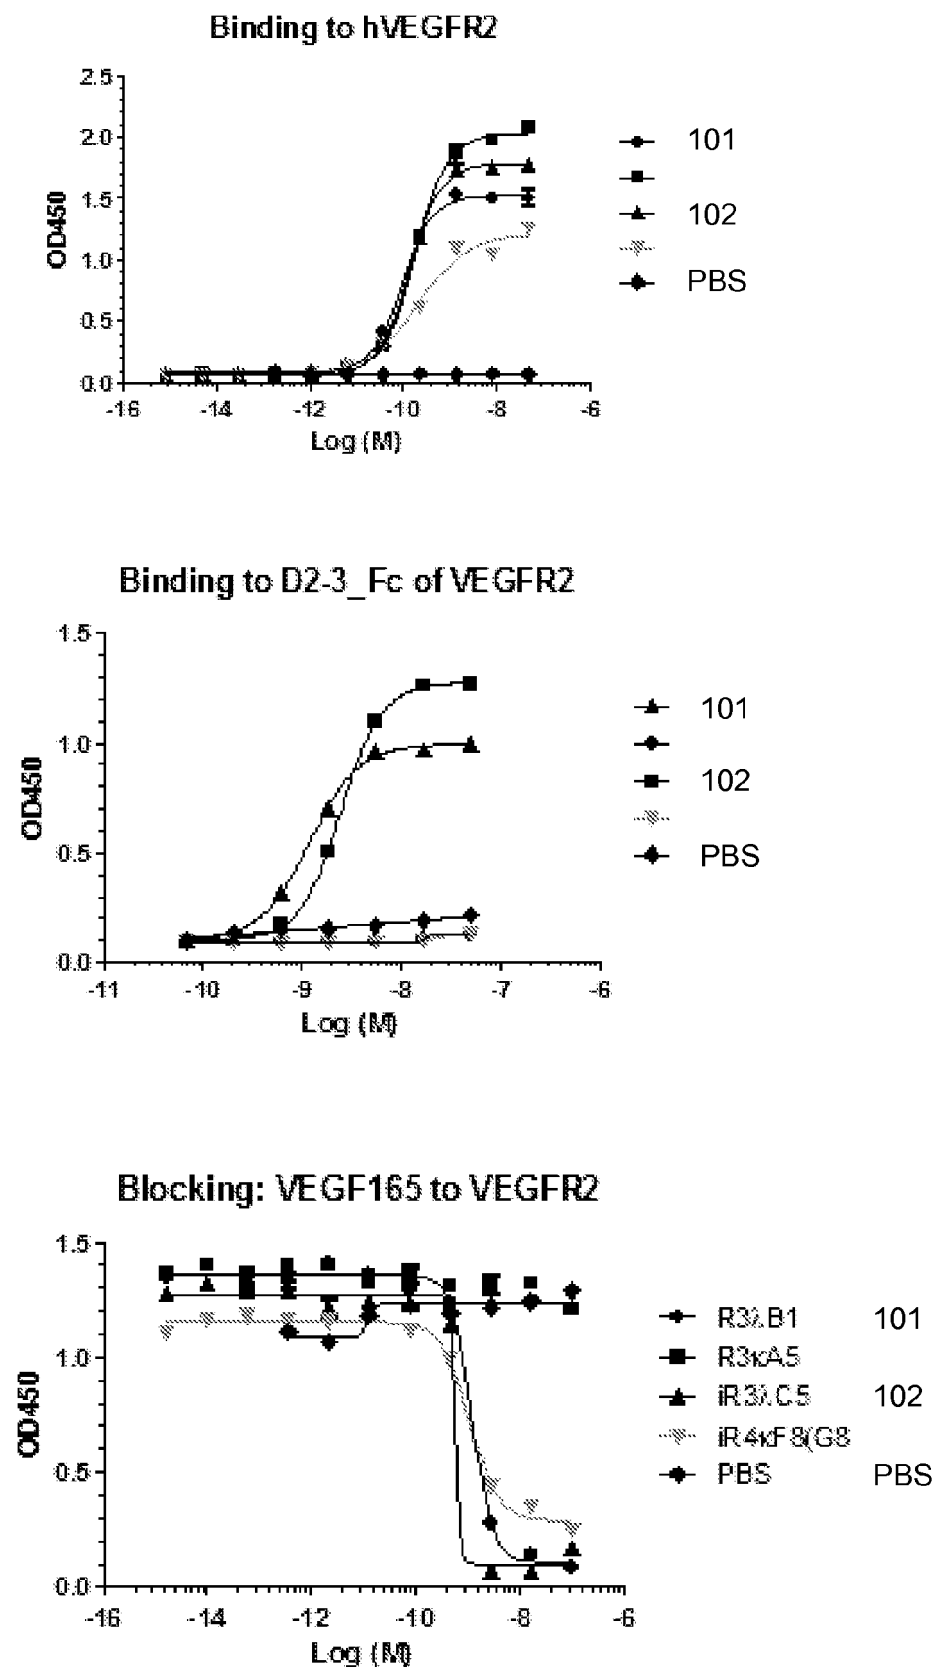 Binding to hVEGFR2
2.5
2.0
1.5
1.0
0.5
0.0
OD450
-16 -14 -12 -10 -8 -6
Log (M)
101
102
PBS
Binding to D2-3_Fc of VEGFR2
1.5
1.0
0.5
0.0
OD450
-11 -10 -9 -8 -7 -6
Log (M)
101
102
PBS
Blocking: VEGF165 to VEGFR2
1.5
1.0
0.5
0.0
OD450
-16 -14 -12 -10 -8 -6
Log (M)
R3λB1 101
R3κA5
iR3λC5 102
iR4κF8(G8
PBS PBS